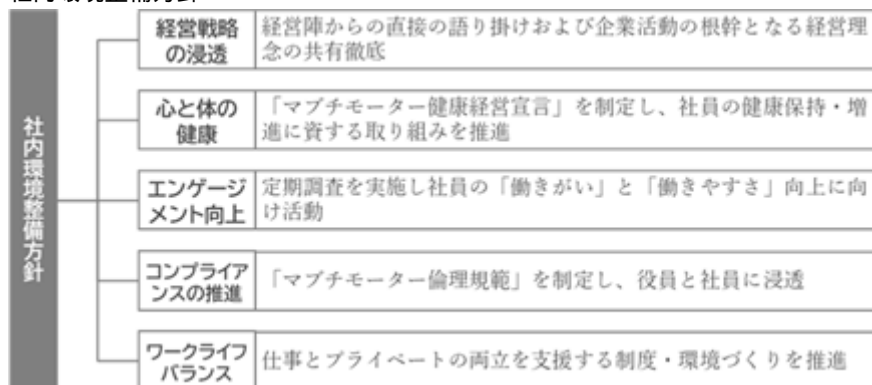 社内環境整備方針
経営戦略
の浸透
経営陣からの直接の語り掛けおよび企業活動の根幹となる経営理
念の共有徹底
心と体の
健康
「マブチモーター健康経営宣言」を制定し、社員の健康保持・増
進に資する取り組みを推進
エンゲージ
メント向上
定期調査を実施し社員の「働きがい」と「働きやすさ」向上に向
け活動
コンプライア
ンスの推進
「マブチモーター倫理規範」を制定し、役員と社員に浸透
ワークライフ
バランス
仕事とプライベートの両立を支援する制度・環境づくりを推進